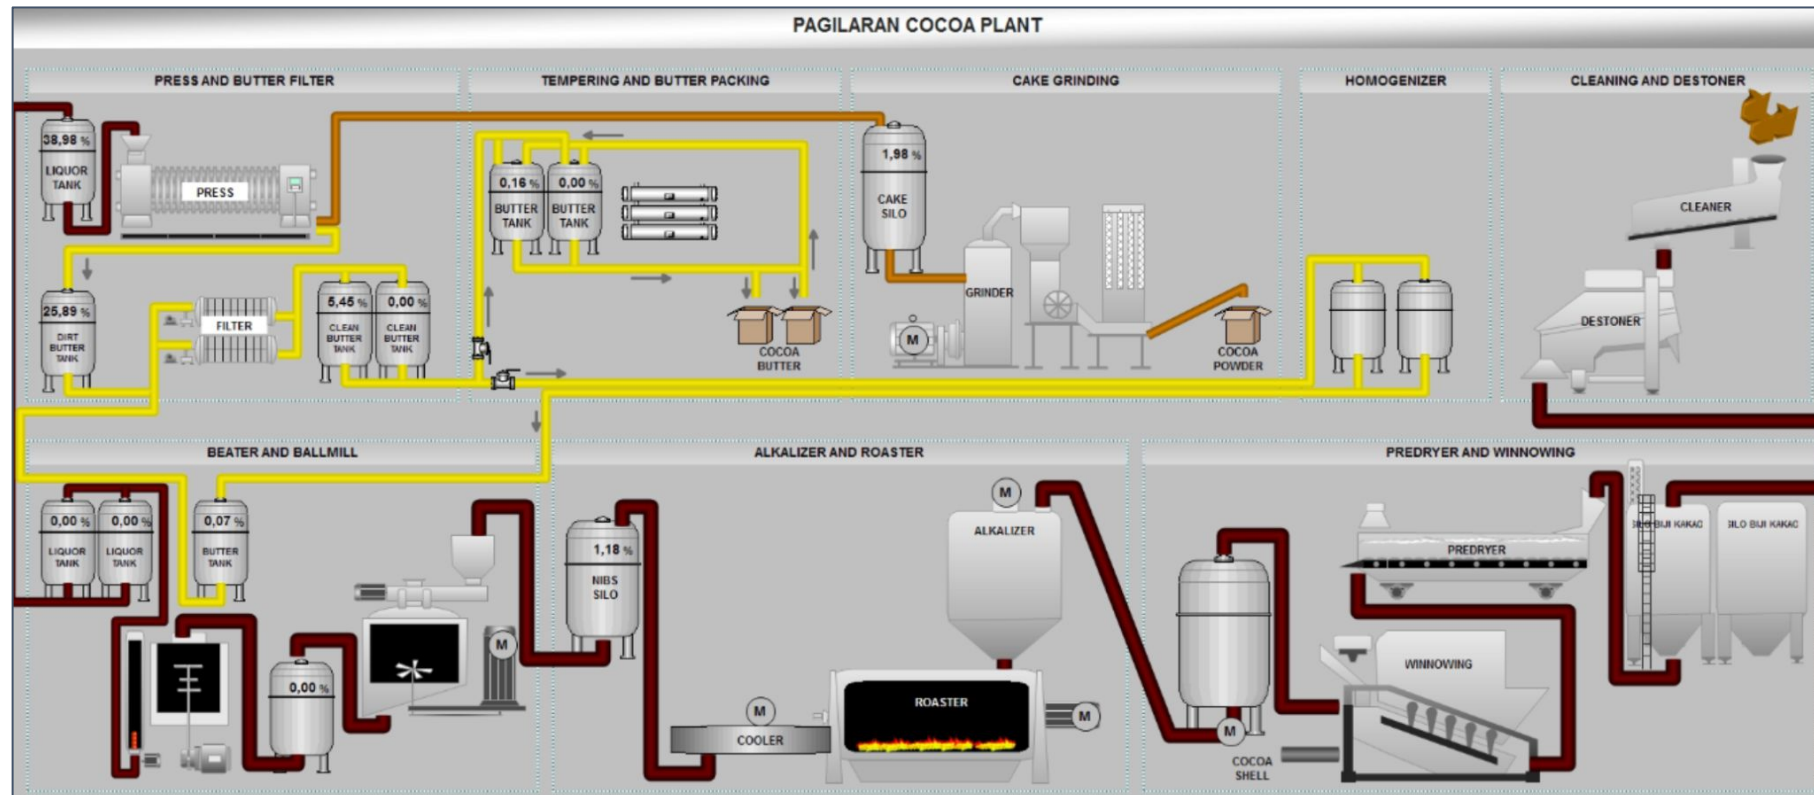 PAGILARAN COCOA PLANT
PRESS AND BUTTER FILTER
38,98 %
LIQUOR
TANK
PRESS
25,89 %
DIRT
BUTTER
TANK
FILTER
5,45 %
CLEAN
BUTTER
TANK
0,00 %
CLEAN
BUTTER
TANK
TEMPERING AND BUTTER PACKING
0,16 %
BUTTER
TANK
0,00 %
BUTTER
TANK
COCOA
BUTTER
CAKE GRINDING
1,98 %
CAKE
SILO
GRINDER
M
COCOA
POWDER
HOMOGENIZER
CLEANING AND DESTONER
CLEANER
DESTONER
BEATER AND BALLMILL
0,00 %
LIQUOR
TANK
0,00 %
LIQUOR
TANK
0,07 %
BUTTER
TANK
0,00 %
M
ALKALIZER AND ROASTER
1,18 %
NIBS
SILO
M
ALKALIZER
ROASTER
M
COOLER
M
PREDRYER AND WINNOWING
PREDRYER
SILO BIJI KAKAO
SILO BIJI KAKAO
WINNOWING
M
COCOA
SHELL